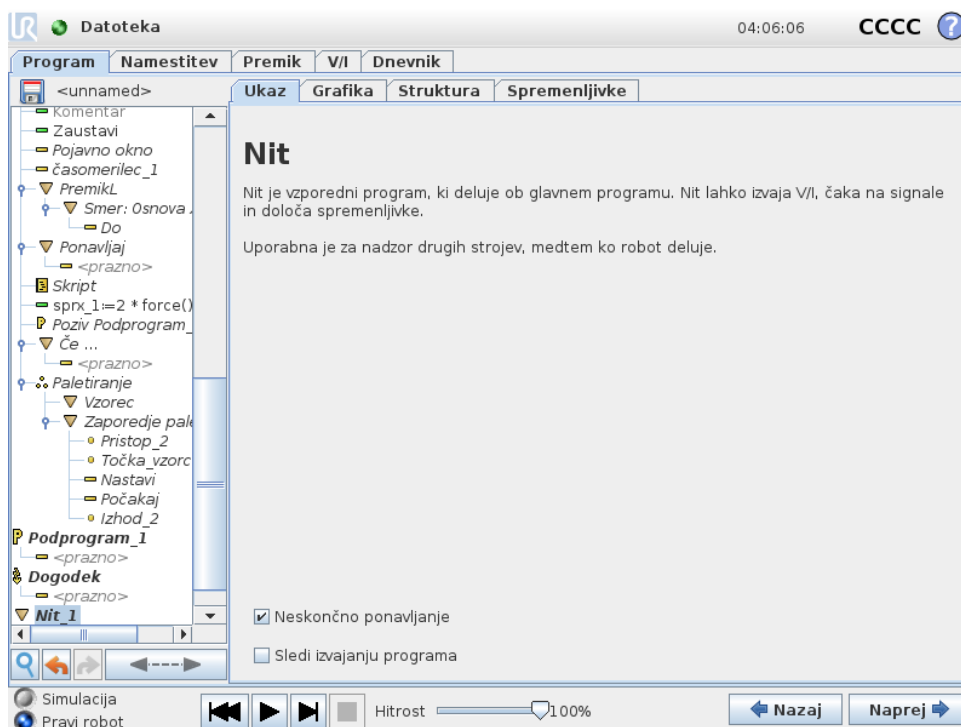 UR Datoteka 04:06:06 CCCC ?
Program Namestitev Premik V/I Dnevnik
<unnamed>
Ukaz Grafika Struktura Spremenljivke
Komentar
Zaustavi
Pojavno okno
časomerilec_1
PremikL
Smer: Osnova
Do
Ponavljaj
<prazno>
Skript
sprx_1:=2 * force()
Poziv Podprogram_
Če ...
<prazno>
Paletiranje
Vzorec
Zaporedje pale
Pristop_2
Točka_vzorc
Nastavi
Počakaj
Izhod_2
Podprogram_1
<prazno>
Dogodek
<prazno>
Nit_1
Nit
Nit je vzporedni program, ki deluje ob glavnem programu. Nit lahko izvaja V/I, čaka na signale
in določa spremenljivke.
Uporabna je za nadzor drugih strojev, medtem ko robot deluje.
Neskončno ponavljanje
Sledi izvajanju programa
Simulacija
Pravi robot
Hitrost 100%
Nazaj Naprej